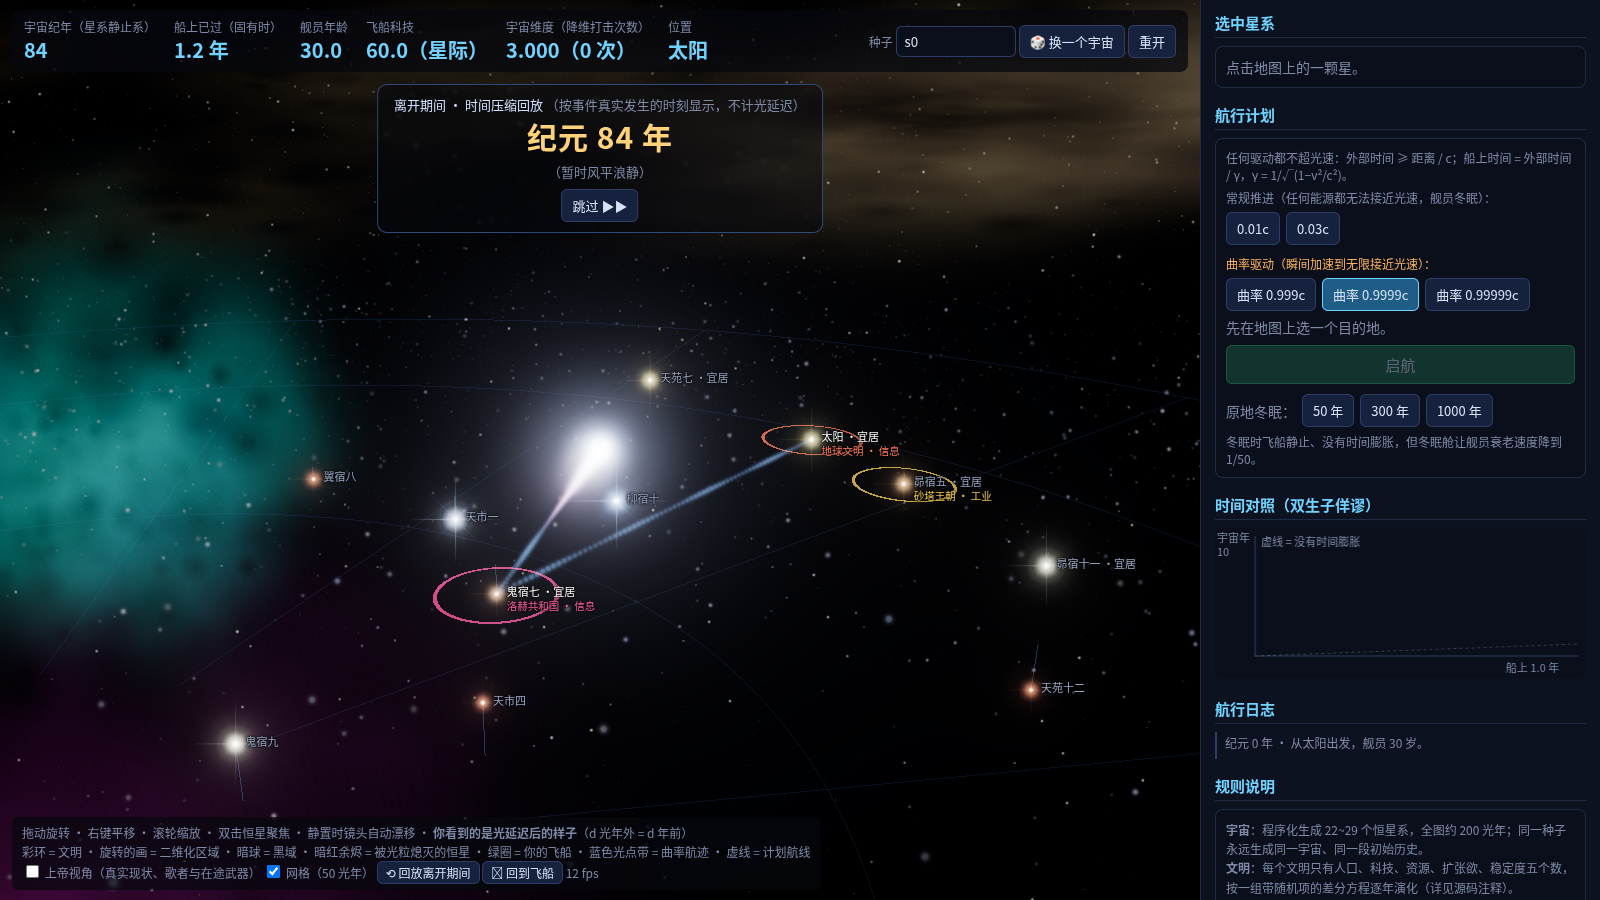 宇宙纪年（星系静止系）
84
船上已过（固有时）
1.2 年
舰员年龄
30.0
飞船科技
60.0（星际）
宇宙维度（降维打击次数）
3.000（0 次）
位置
太阳
种子 s0 🎲 换一个宇宙 重开
离开期间 · 时间压缩回放 （按事件真实发生的时刻显示，不计光延迟）
纪元 84 年
（暂时风平浪静）
跳过 ▶▶
天苑七 · 宜居
太阳 · 宜居
地球文明 · 信息
翼宿八
昴宿五 · 宜居
砂塔王朝 · 工业
柳宿十
天市一
昴宿十一 · 宜居
鬼宿七 · 宜居
洛赫共和国 · 信息
天苑十二
天市四
鬼宿九
拖动旋转 · 右键平移 · 滚轮缩放 · 双击恒星聚焦 · 静置时镜头自动漂移 · 你看到的是光延迟后的样子（d 光年外 = d 年前）
彩环 = 文明 · 旋转的画 = 二维化区域 · 暗球 = 黑域 · 暗红余烬 = 被光粒熄灭的恒星 · 绿圈 = 你的飞船 · 蓝色光点带 = 曲率航迹 · 虚线 = 计划航线
上帝视角（真实现状、歌者与在途武器） 网格（50 光年） ⟲ 回放离开期间 回到飞船 12 fps
选中星系
点击地图上的一颗星。
航行计划
任何驱动都不超光速：外部时间 ⩾ 距离 / c；船上时间 = 外部时间
/ γ，γ = 1/√(1−v²/c²)。
常规推进（任何能源都无法接近光速，舰员冬眠）：
0.01c 0.03c
曲率驱动（瞬间加速到无限接近光速）：
曲率 0.999c 曲率 0.9999c 曲率 0.99999c
先在地图上选一个目的地。
启航
原地冬眠： 50 年 300 年 1000 年
冬眠时飞船静止、没有时间膨胀，但冬眠舱让舰员衰老速度降到
1/50。
时间对照（双生子佯谬）
宇宙年
10
虚线 = 没有时间膨胀
船上 1.0 年
航行日志
纪元 0 年 · 从太阳出发，舰员 30 岁。
规则说明
宇宙：程序化生成 22~29 个恒星系，全图约 200 光年；同一种子
永远生成同一宇宙、同一段初始历史。
文明：每个文明只有人口、科技、资源、扩张欲、稳定度五个数，
按一组带随机项的差分方程逐年演化（详见源码注释）。